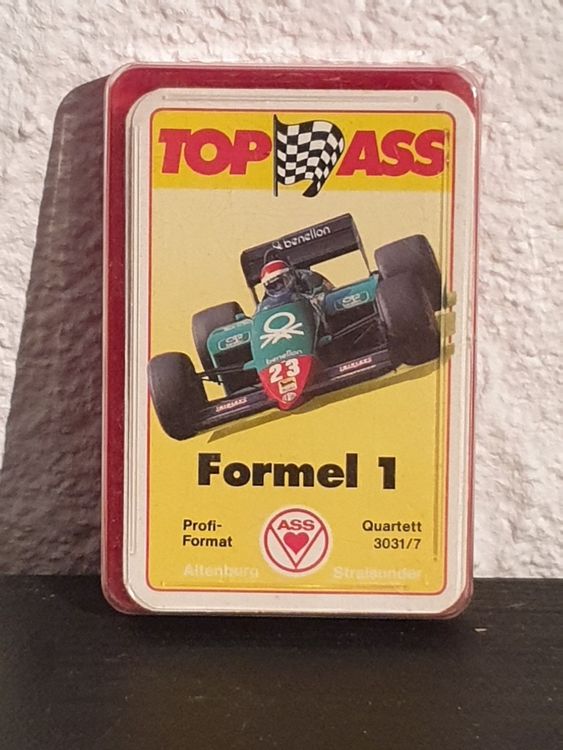 TOP ASS
benetton
benetton
23
Formel 1
Profi-
Format
ASS
Quartett
3031/7
Altenburg Stralsunder